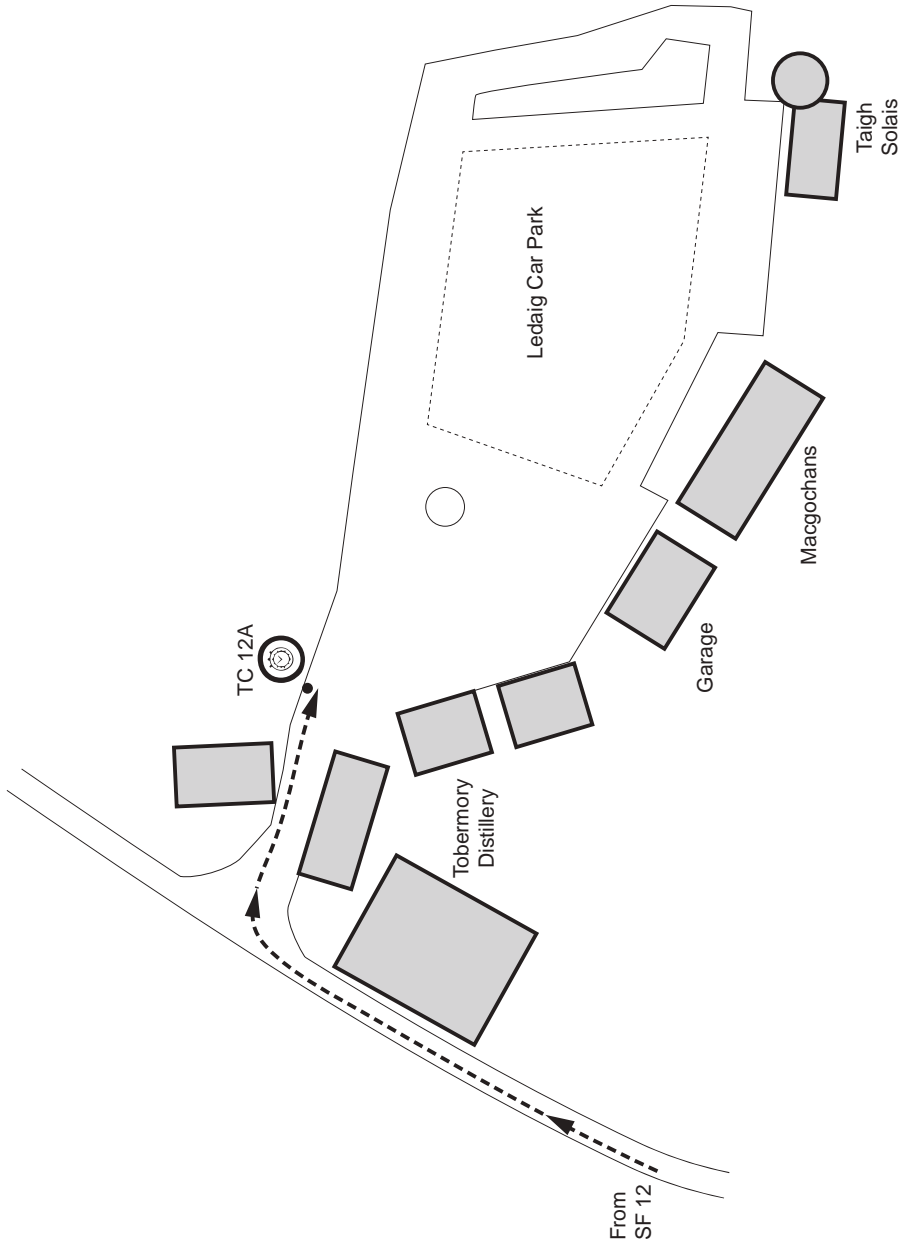 From
SF 12
TC 12A
Tobermory
Distillery
Ledaig Car Park
Garage
Macgochans
Taigh
Solais